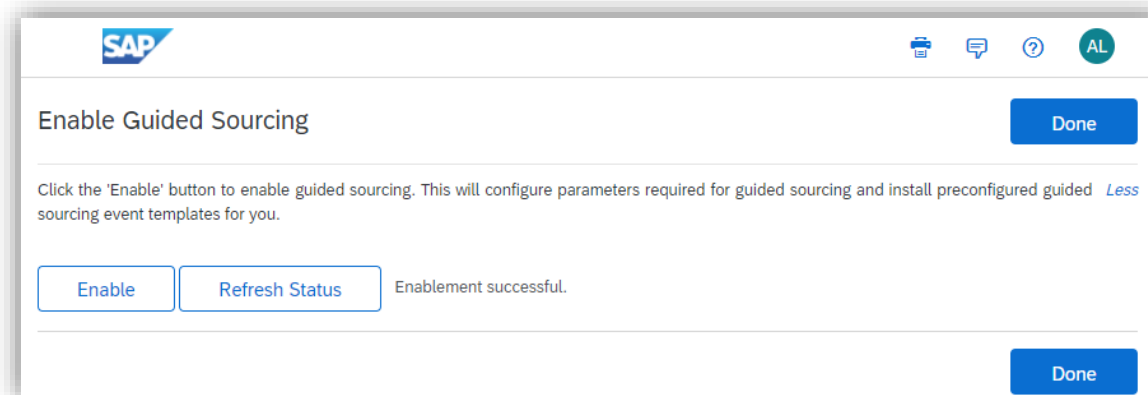 SAP
AL
Enable Guided Sourcing
Done
Click the 'Enable' button to enable guided sourcing. This will configure parameters required for guided sourcing and install preconfigured guided Less
sourcing event templates for you.
Enable Refresh Status Enablement successful.
Done